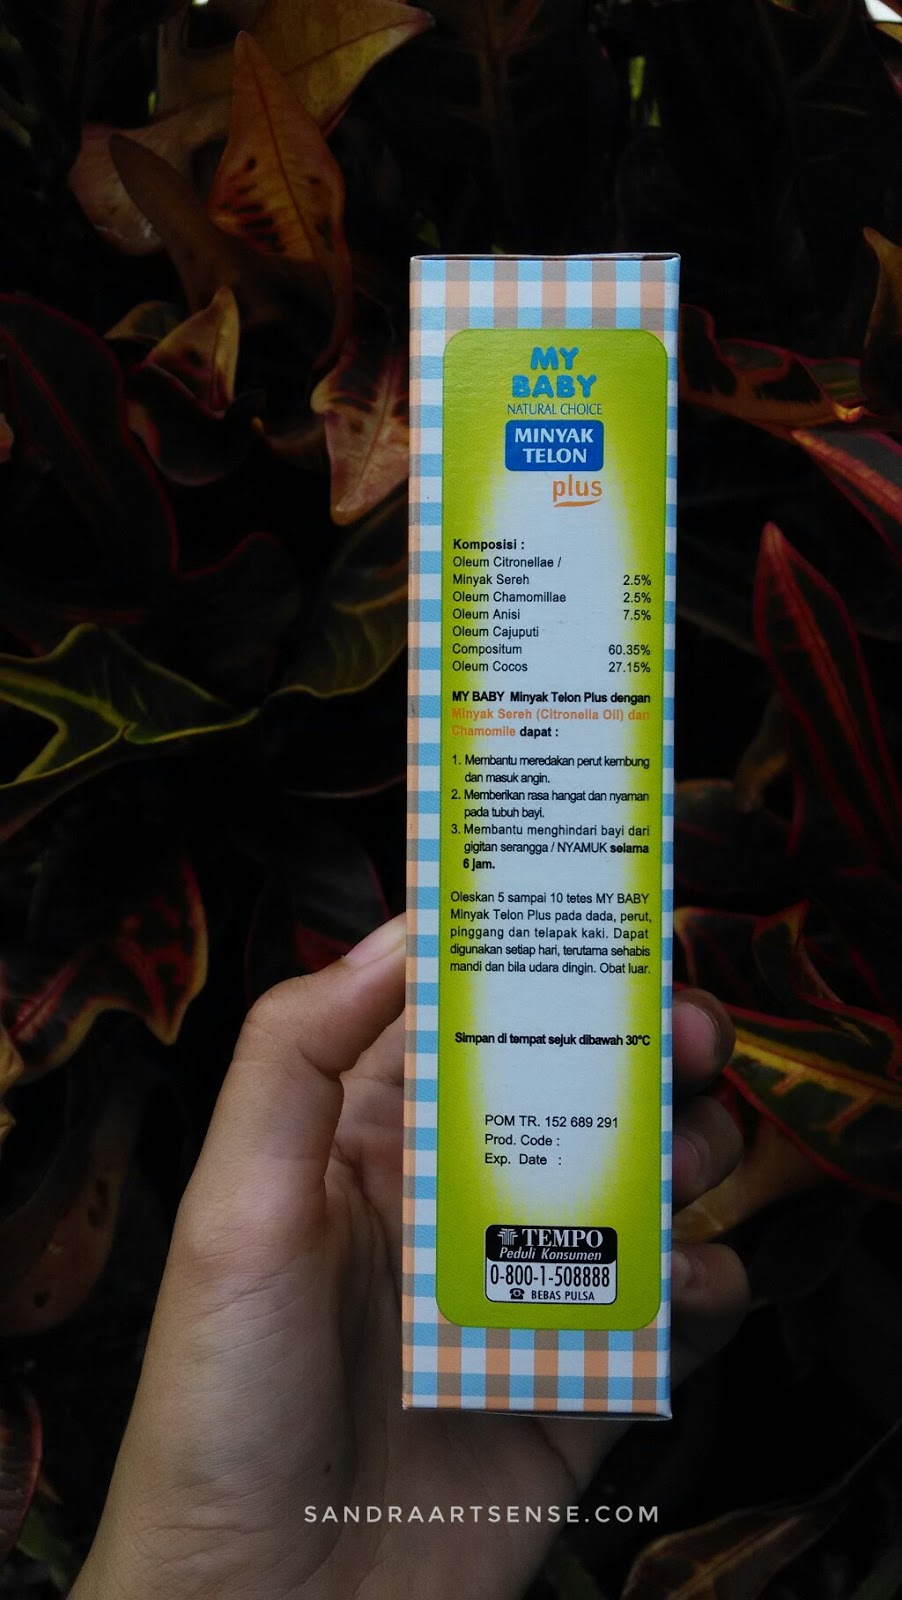 MY
BABY
NATURAL CHOICE
MINYAK
TELON
plus
Komposisi :
Oleum Citronellae /
Minyak Sereh 2.5%
Oleum Chamomillae 2.5%
Oleum Anisi 7.5%
Oleum Cajuputi
Compositum 60.35%
Oleum Cocos 27.15%
MY BABY Minyak Telon Plus dengan
Minyak Sereh (Citronella Oil) dan
Chamomile dapat :
1. Membantu meredakan perut kembung
dan masuk angin.
2. Memberikan rasa hangat dan nyaman
pada tubuh bayi.
3. Membantu menghindari bayi dari
gigitan serangga / NYAMUK selama
6 jam.
Oleskan 5 sampai 10 tetes MY BABY
Minyak Telon Plus pada dada, perut,
pinggang dan telapak kaki. Dapat
digunakan setiap hari, terutama sehabis
mandi dan bila udara dingin. Obat luar.
Simpan di tempat sejuk dibawah 30°C
POM TR. 152 689 291
Prod. Code :
Exp. Date :
TEMPO
Peduli Konsumen
0-800-1-508888
☎ BEBAS PULSA
SANDRAARTSENSE.COM